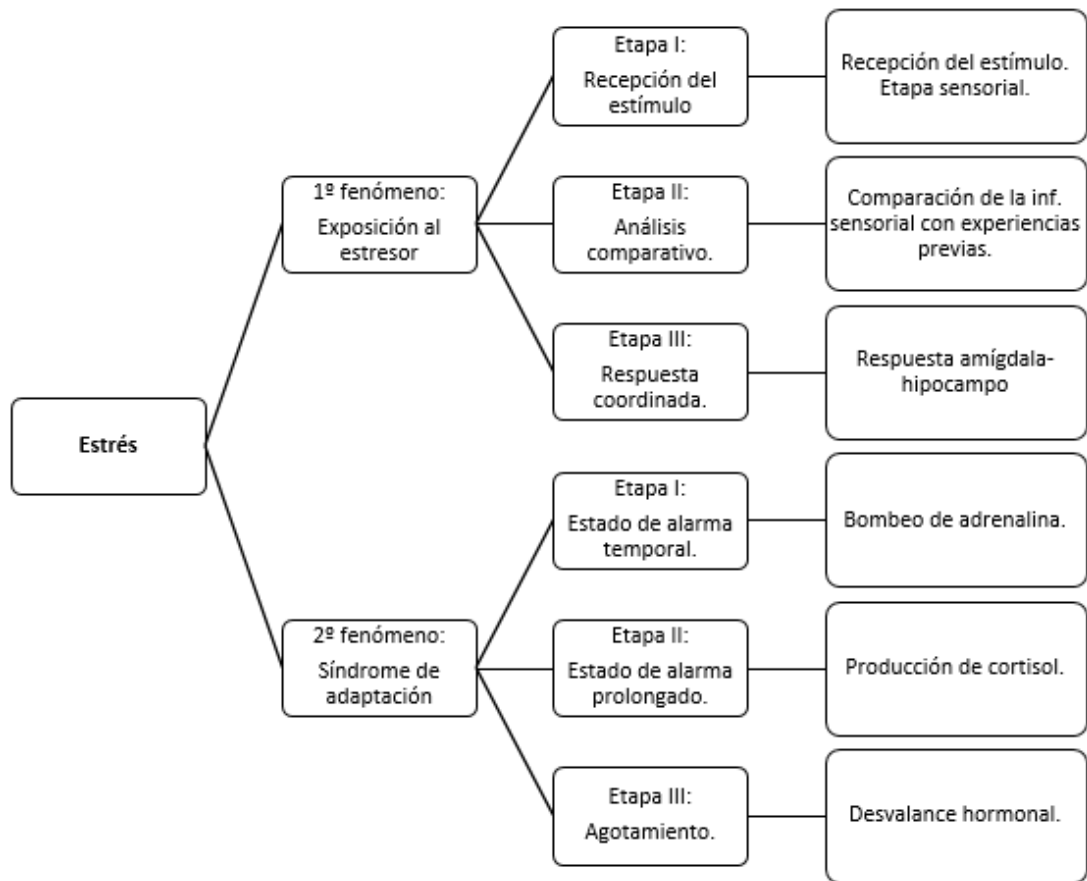 Estrés
1º fenómeno:
Exposición al
estresor
Etapa I:
Recepción del
estímulo
Recepción del estímulo.
Etapa sensorial.
Etapa II:
Análisis
comparativo.
Comparación de la inf.
sensorial con experiencias
previas.
Etapa III:
Respuesta
coordinada.
Respuesta amígdala-
hipocampo
2º fenómeno:
Síndrome de
adaptación
Etapa I:
Estado de alarma
temporal.
Bombeo de adrenalina.
Etapa II:
Estado de alarma
prolongado.
Producción de cortisol.
Etapa III:
Agotamiento.
Desvalance hormonal.